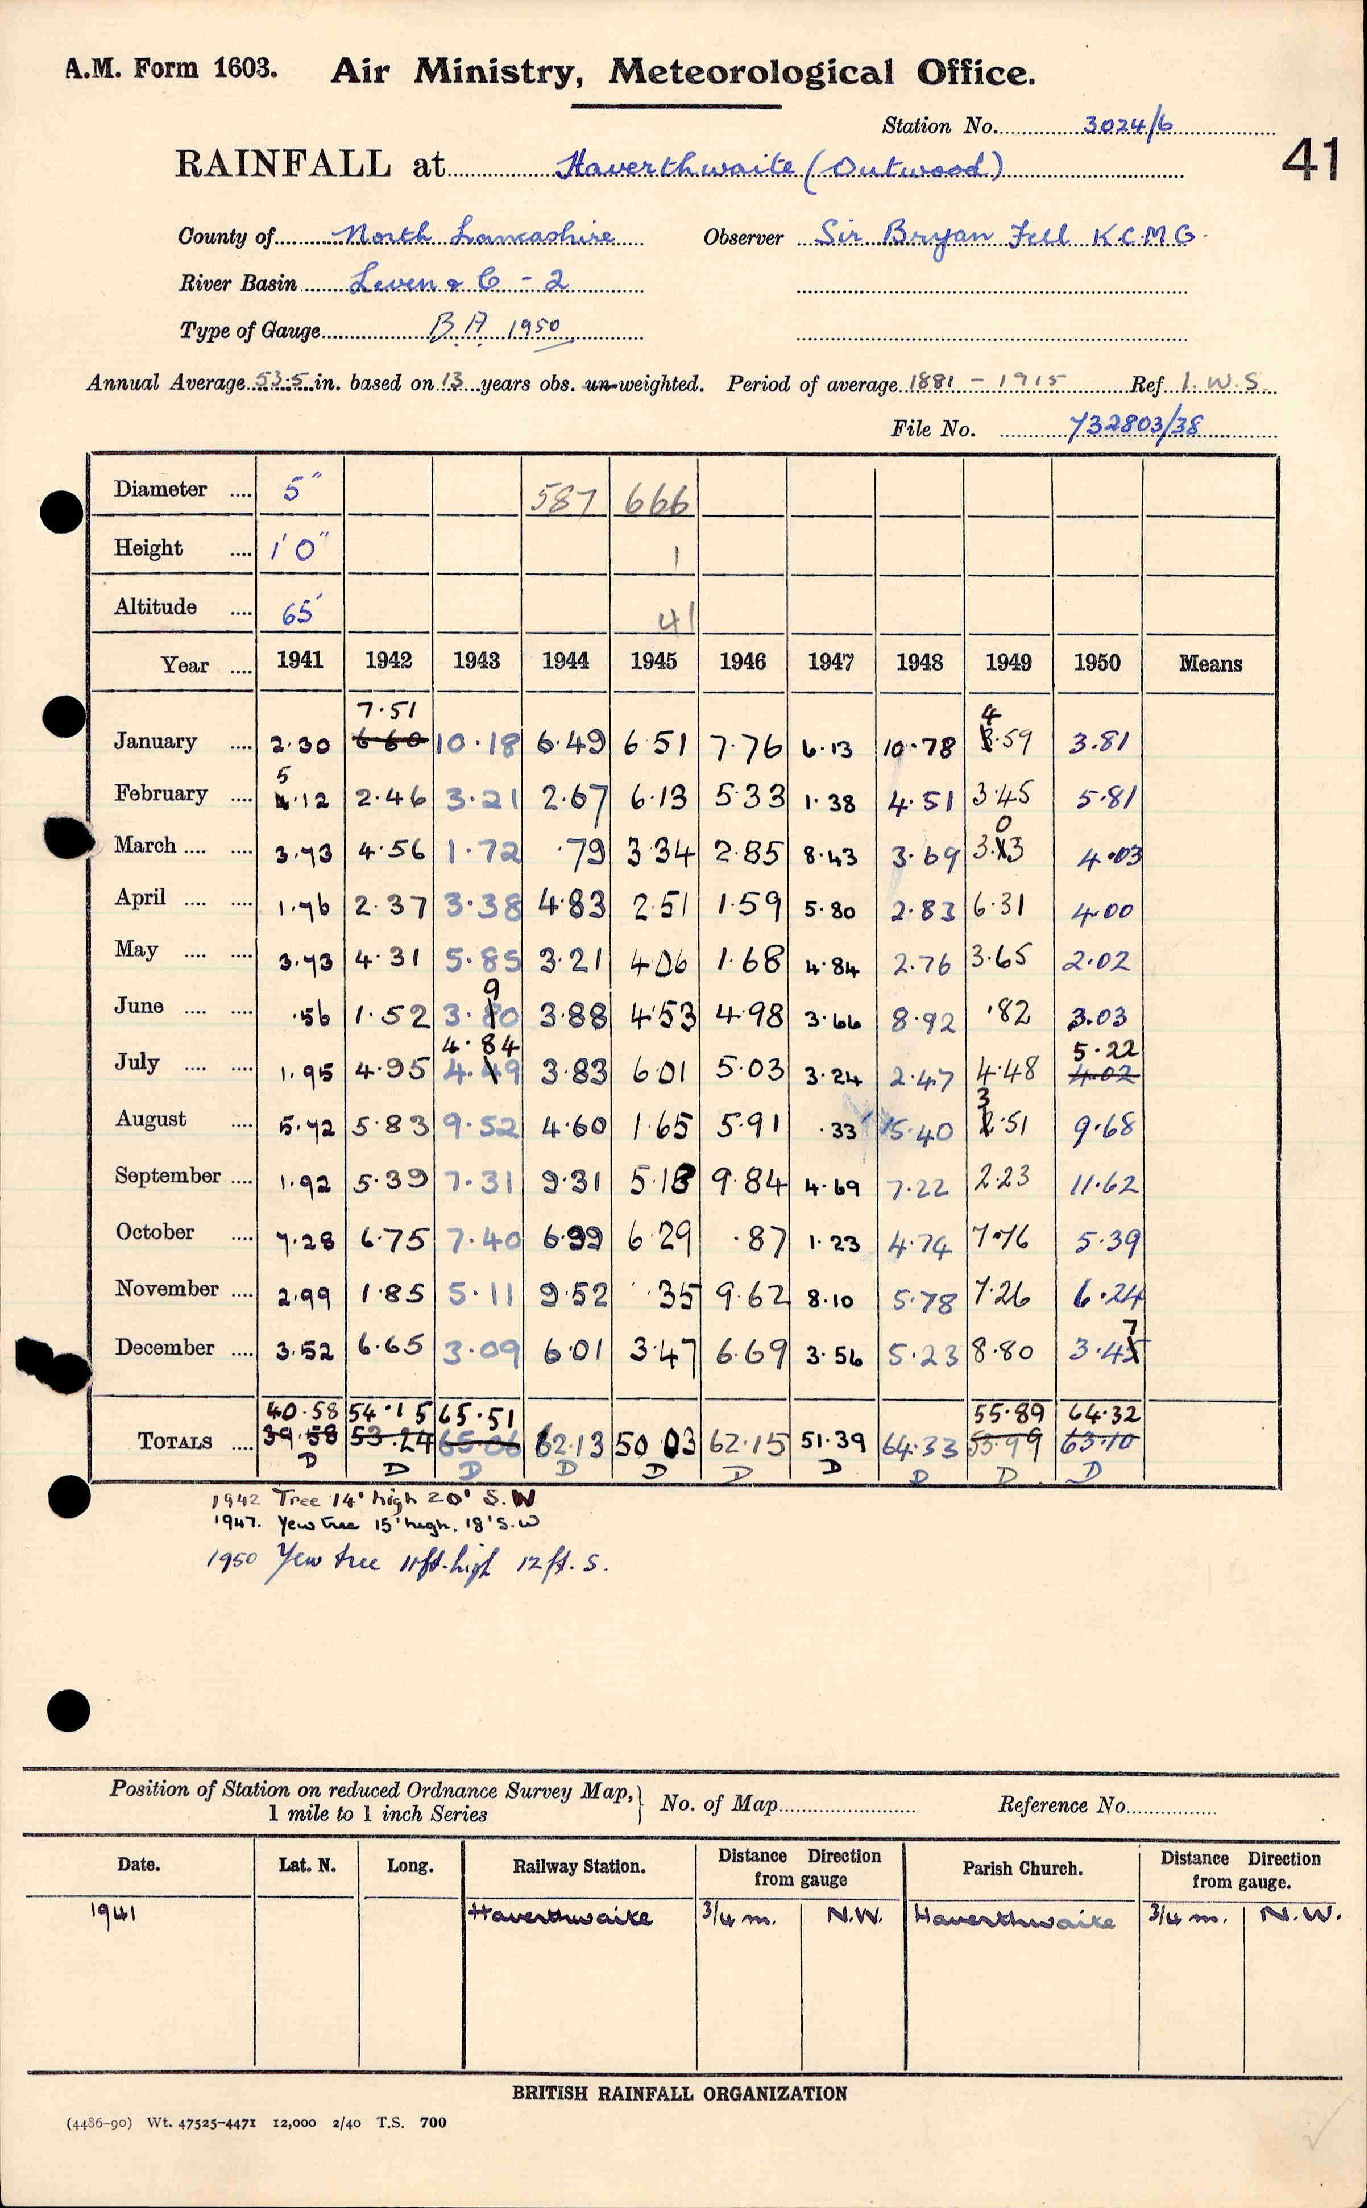 A.M. Form 1603. Air Ministry, Meteorological Office.
Station No. 3024/6
41
RAINFALL at Haverthwaite (Outwood)
County of North Lancashire Observer Sir Bryan Fell K.C.M.G.
River Basin Leven & C - 2
Type of Gauge B.A. 1950
Annual Average 53.5 in. based on 13 years obs. un-weighted. Period of average 1881 - 1915 Ref. I.W.S.
File No. 732803/38
Diameter .... 5" 587 666
Height .... 1'0" 1
Altitude .... 65' 41
Year .... 1941 1942 1943 1944 1945 1946 1947 1948 1949 1950 Means
7.51 4
January .... 2.30 6.60 10.18 6.49 6.51 7.76 6.13 10.78 .59 3.81
5
February .... 4.12 2.46 3.21 2.67 6.13 5.33 1.38 4.51 3.45 5.81
0
March .... .... 3.73 4.56 1.72 .79 3.34 2.85 8.43 3.69 3.13 4.03
April .... .... 1.76 2.37 3.38 4.83 2.51 1.59 5.80 2.83 6.31 4.00
May .... .... 3.73 4.31 5.85 3.21 4.06 1.68 4.84 2.76 3.65 2.02
9
June .... .... .56 1.52 3.80 3.88 4.53 4.98 3.66 8.92 .82 3.03
4.84 5.22
July .... .... 1.95 4.95 4.49 3.83 6.01 5.03 3.24 2.47 4.48 4.02
3
August .... 5.72 5.83 9.52 4.60 1.65 5.91 .33 5.40 .51 9.68
September .... 1.92 5.39 7.31 9.31 5.18 9.84 4.69 7.22 2.23 11.62
October .... 7.28 6.75 7.40 6.99 6.29 .87 1.23 4.74 7.76 5.39
November .... 2.99 1.85 5.11 9.52 .35 9.62 8.10 5.78 7.26 6.24
7
December .... 3.52 6.65 3.09 6.01 3.47 6.69 3.56 5.23 8.80 3.45
40.58 54.15 65.51 55.89 64.32
TOTALS .... 39.58 53.24 65.06 62.13 50.03 62.15 51.39 64.33 55.99 63.10
D D D D D D D D D D
1942 Tree 14' high 20' S.W
1947. Yew tree 15' high. 18' S.W
1950 Yew tree 11ft. high 12 ft. S.
Position of Station on reduced Ordnance Survey Map, } No. of Map Reference No.
1 mile to 1 inch Series
Date. Lat. N. Long. Railway Station. Distance Direction from gauge Parish Church. Distance Direction from gauge.
1941 Haverthwaite 3/4 m. N.W. Haverthwaite 3/4 m. N.W.
BRITISH RAINFALL ORGANIZATION
(4486-90) Wt. 47525-4471 12,000 2/40 T.S. 700